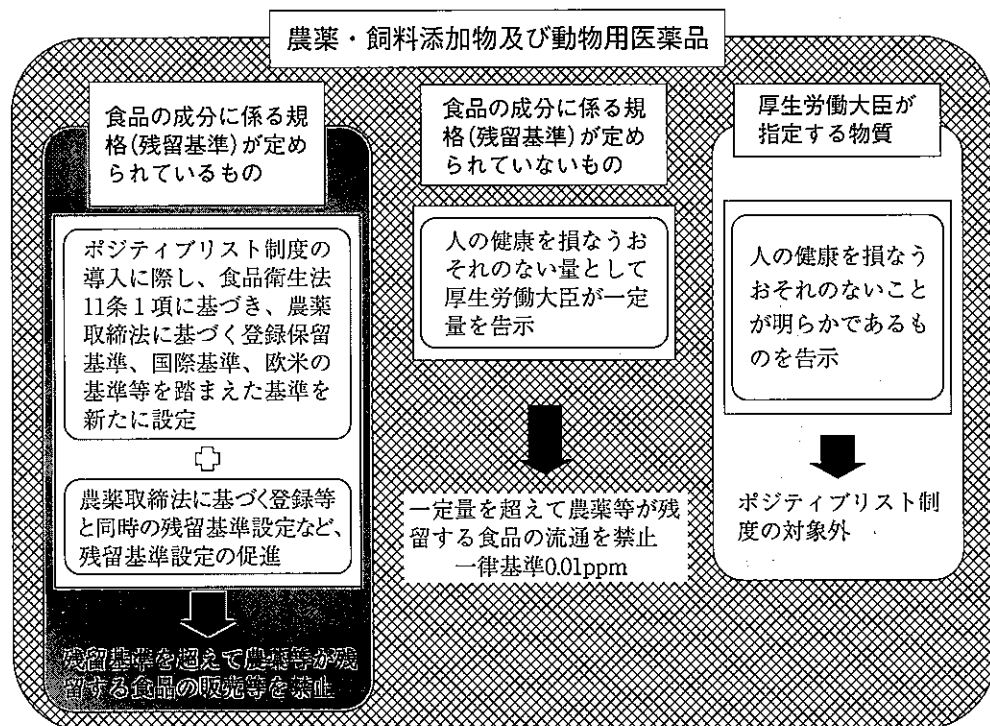 農薬・飼料添加物及び動物用医薬品
食品の成分に係る規
格(残留基準)が定め
られているもの
ポジティブリスト制度の
導入に際し、食品衛生法
11条1項に基づき、農薬
取締法に基づく登録保留
基準、国際基準、欧米の
基準等を踏まえた基準を
新たに設定
農薬取締法に基づく登録等
と同時の残留基準設定など、
残留基準設定の促進
残留基準を超えて農薬等が残
留する食品の販売等を禁止
食品の成分に係る規
格(残留基準)が定め
られていないもの
人の健康を損なうお
それのない量として
厚生労働大臣が一定
量を告示
一定量を超えて農薬等が残
留する食品の流通を禁止
一律基準0.01ppm
厚生労働大臣が
指定する物質
人の健康を損なう
おそれのないこと
が明らかであるも
のを告示
ポジティブリスト制
度の対象外